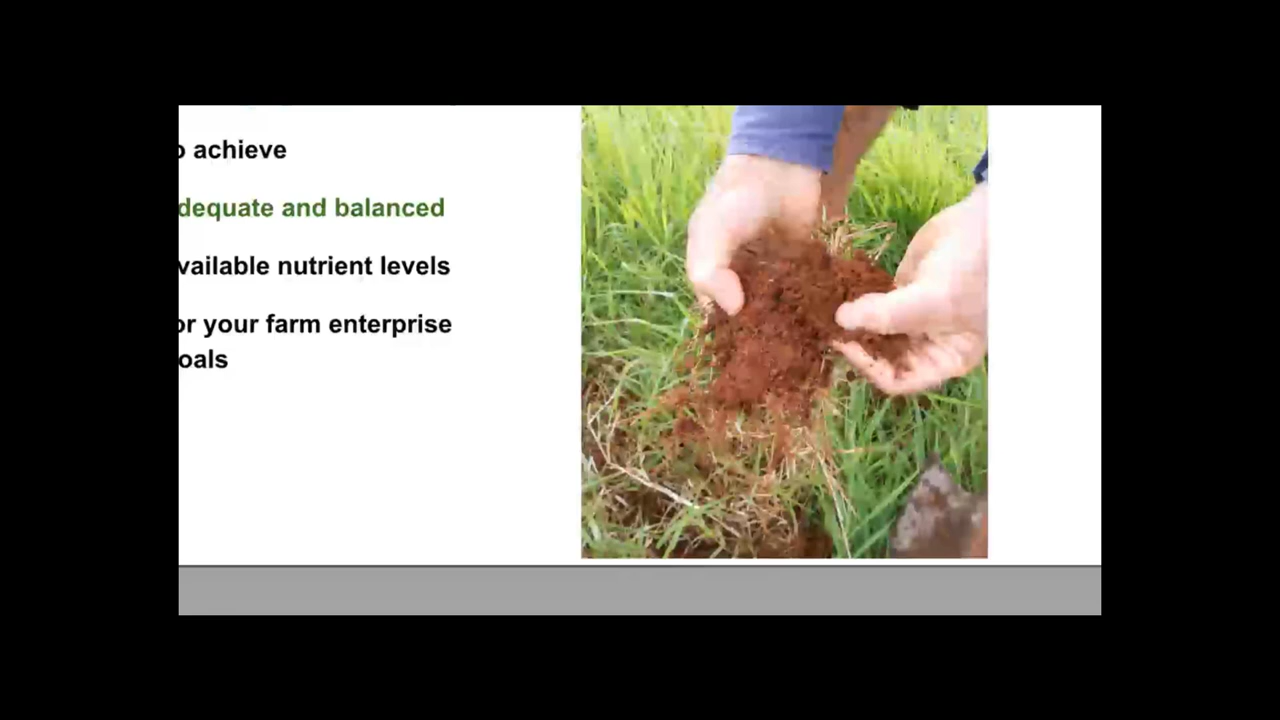 o achieve
dequate and balanced
vailable nutrient levels
or your farm enterprise
oals